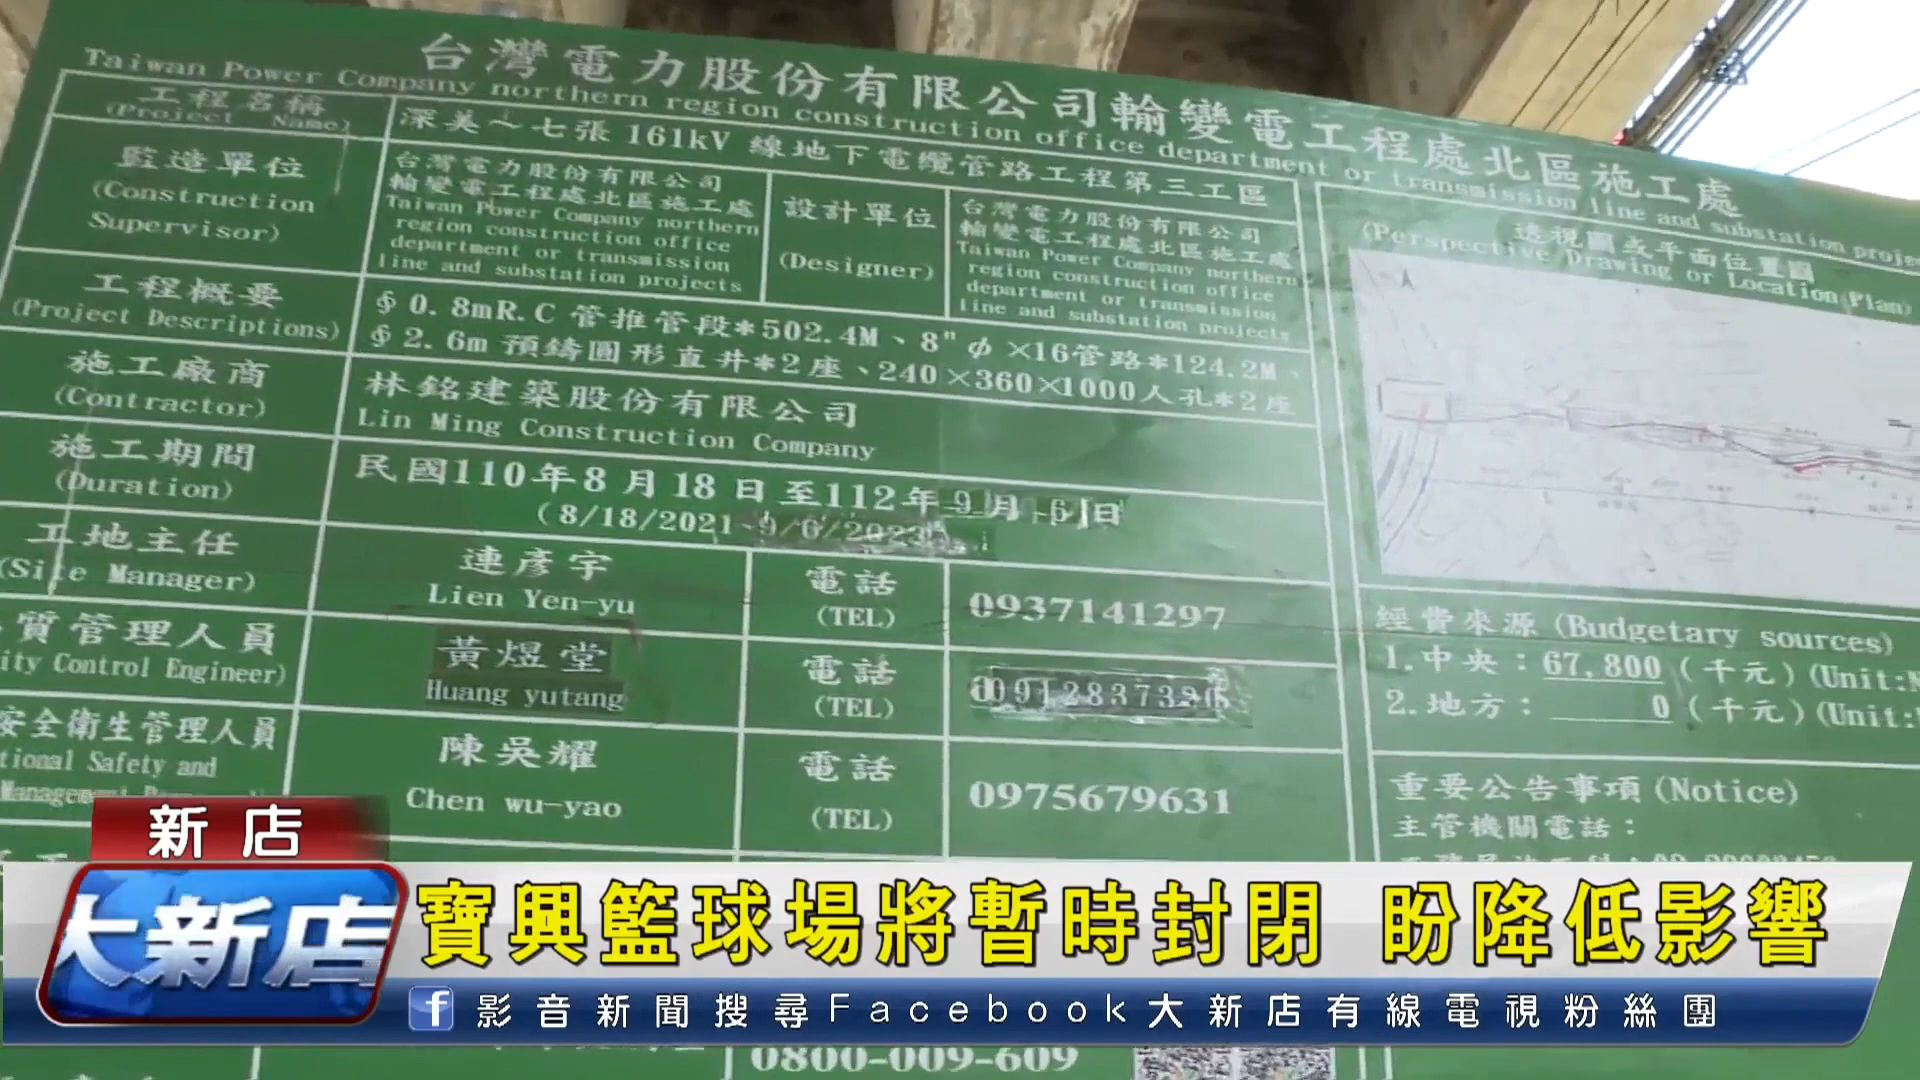 台灣電力股份有限公司輸變電工程處北區施工處
Taiwan Power Company northern region construction office department or transmission line and substation proje
工程名稱
(Project Name)
深美～七張 161kV 線地下電纜管路工程第三工區
監造單位
(Construction
Supervisor)
台灣電力股份有限公司
輸變電工程處北區施工處
Taiwan Power Company northern
region construction office
department or transmission
line and substation projects
設計單位
(Designer)
台灣電力股份有限公司
輸變電工程處北區施工處
Taiwan Power Company northern
region construction office
department or transmission
line and substation projects
透視圖或平面位置圖
(Perspective Drawing or Location Plan)
工程概要
(Project Descriptions)
∮0.8mR.C 管推管段*502.4M、8"φ×16管路*124.2M、
∮2.6m 預鑄圓形直井*2座、240×360×1000人孔*2座
施工廠商
(Contractor)
林銘建築股份有限公司
Lin Ming Construction Company
施工期間
(Duration)
民國110年8月18日至112年9月6日
(8/18/2021 9/6/2023
工地主任
(Site Manager)
連彥宇
Lien Yen-yu
電話
(TEL)
0937141297
質管理人員
ity Control Engineer)
黃煜堂
Huang yutang
電話
(TEL)
安全衛生管理人員
tional Safety and
陳吳耀
Chen wu-yao
電話
(TEL)
0975679631
經費來源 (Budgetary sources)
1.中央：67,800（千元）(Unit:
2.地方： 0（千元）(Unit:
重要公告事項(Notice)
主管機關電話：
新店
大新店
寶興籃球場將暫時封閉 盼降低影響
影音新聞搜尋Facebook大新店有線電視粉絲團
0800-009-609